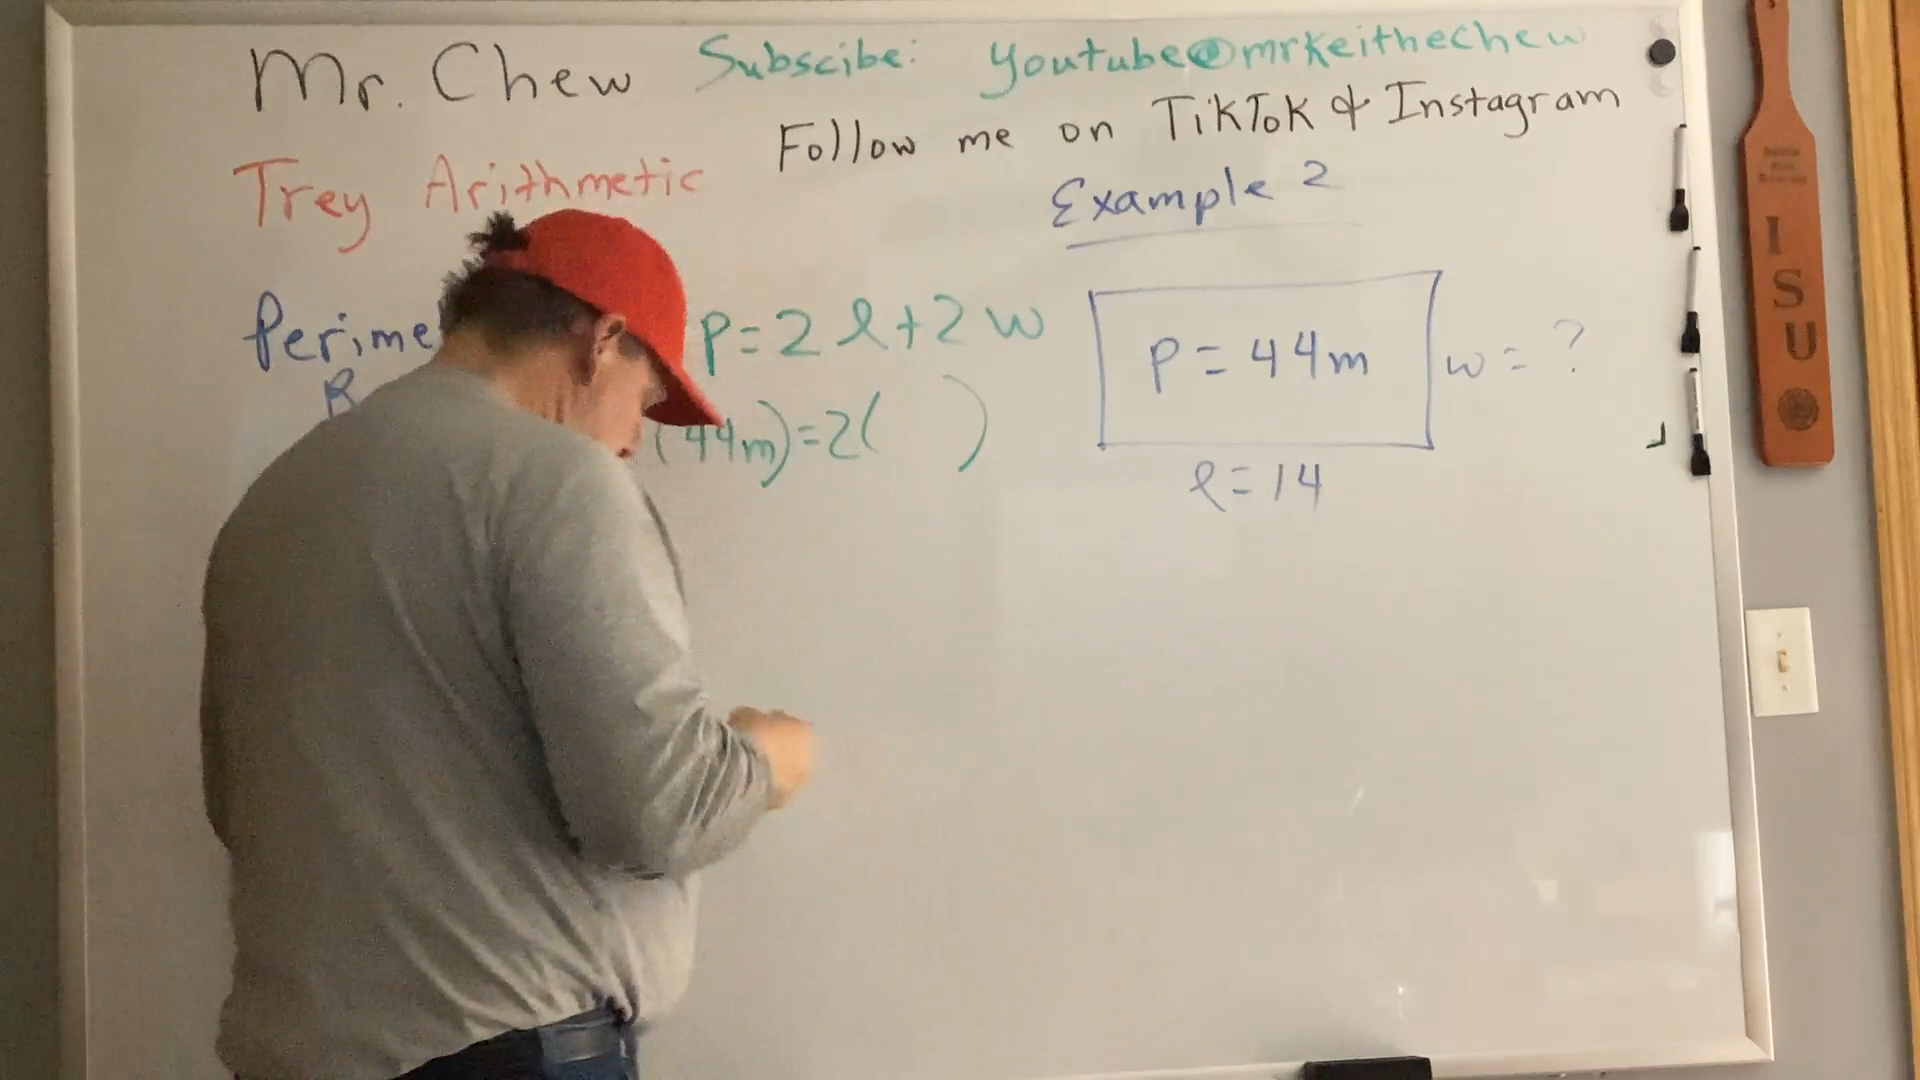 Mr. Chew
Subscibe: Youtube@mrkeithechew
Follow me on TikTok & Instagram
Trey Arithmetic
Example 2
Perime
P=2l+2w
(44m)=2( )
P=44m
w=?
l=14
I
S
U